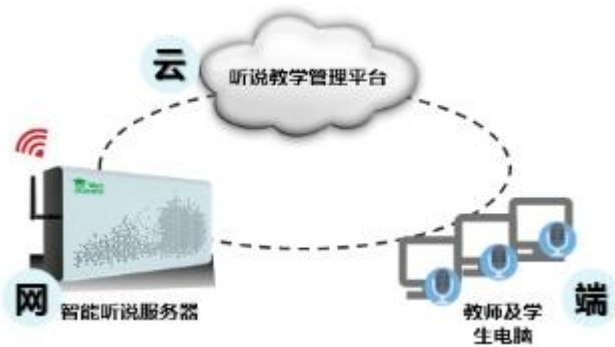 云
听说教学管理平台
网
智能听说服务器
教师及学
生电脑
端